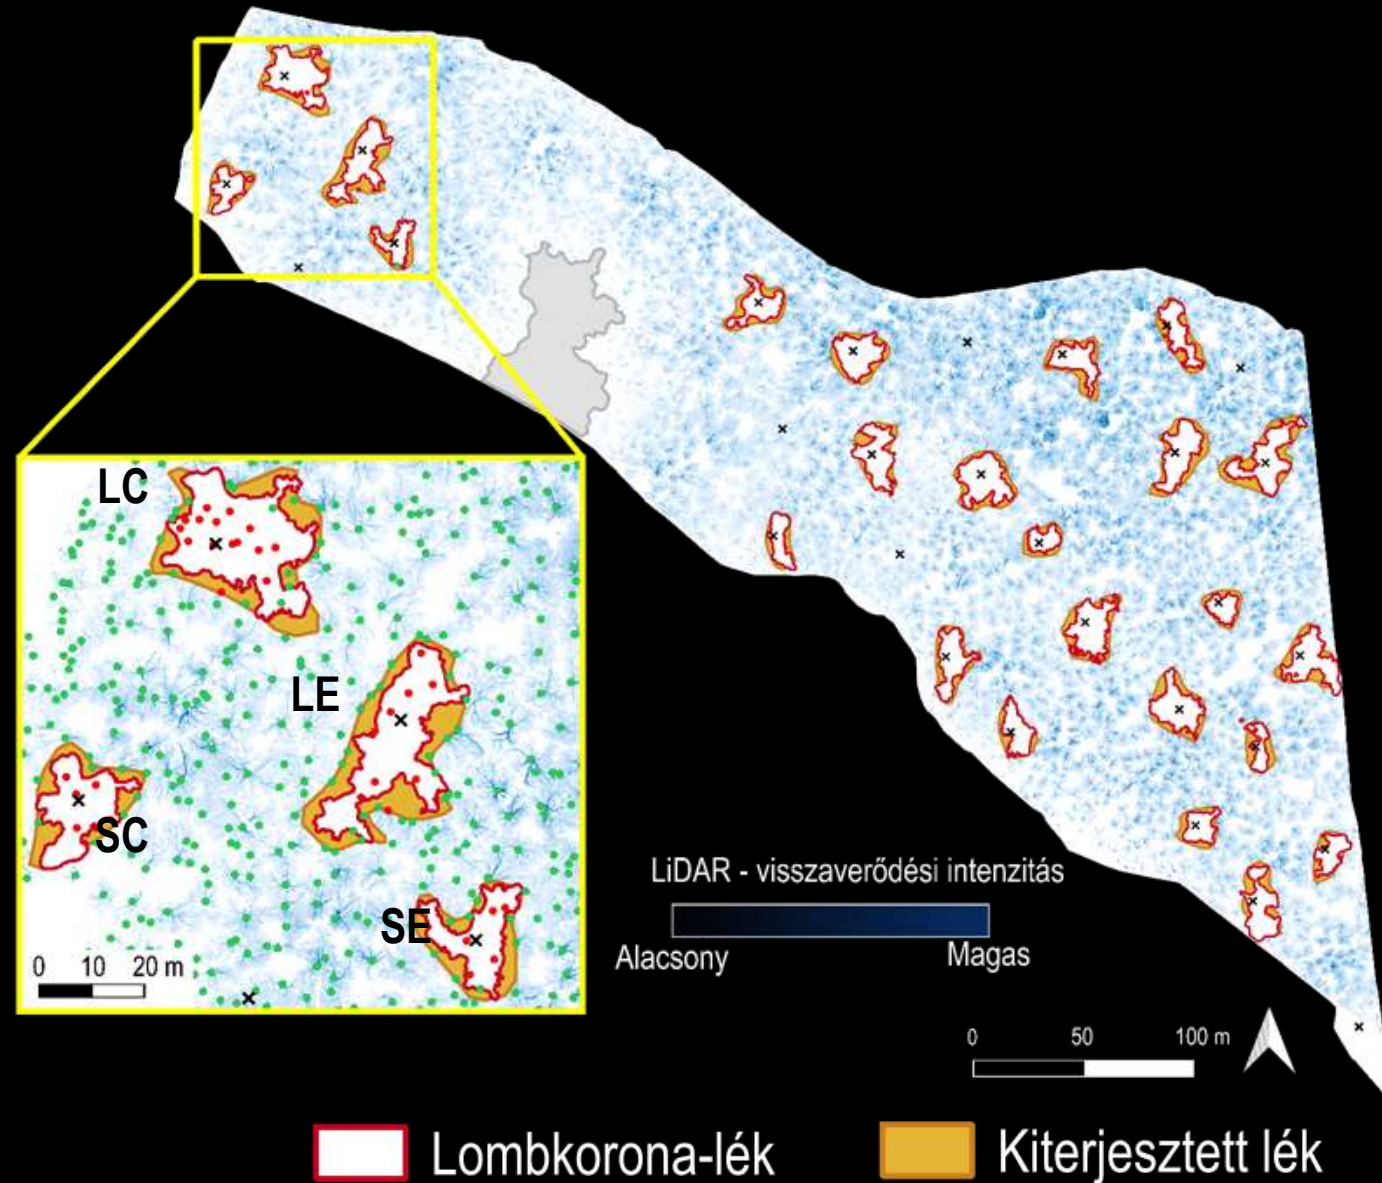 LC
LE
SC
SE
0 10 20 m
LiDAR - visszaverődési intenzitás
Alacsony Magas
0 50 100 m
Lombkorona-lék Kiterjesztett lék